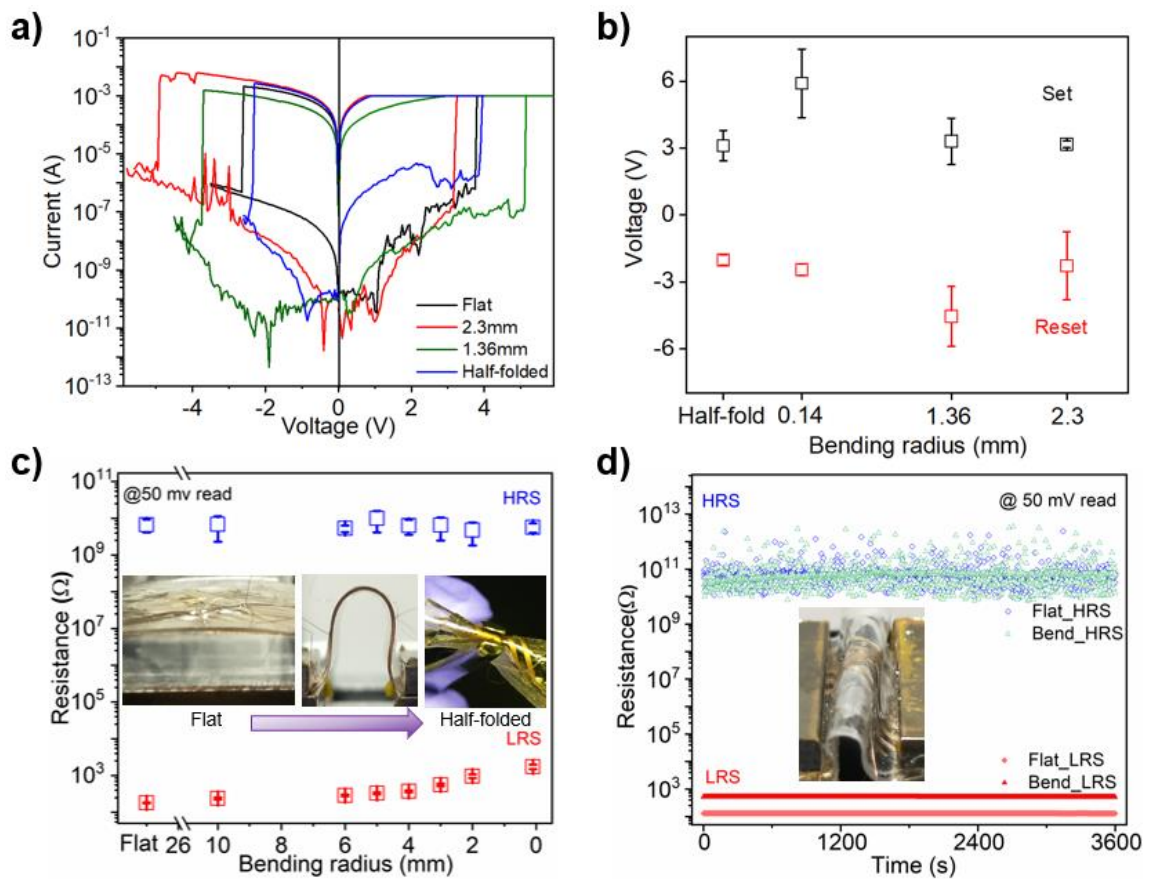 a)
10-1
10-3
10-5
10-7
10-9
10-11
10-13
Current (A)
Flat
2.3mm
1.36mm
Half-folded
-4
-2
0
2
4
Voltage (V)
b)
6
3
0
-3
-6
Voltage (V)
Set
Reset
Half-fold
0.14
1.36
2.3
Bending radius (mm)
c)
10^11
10^9
10^7
10^5
10^3
Resistance (Ω)
@50 mv read
HRS
Flat
Half-folded
LRS
Flat
26
10
8
6
4
2
0
Bending radius (mm)
d)
10^13
10^11
10^9
10^7
10^5
10^3
Resistance(Ω)
HRS
@ 50 mV read
Flat_HRS
Bend_HRS
LRS
Flat_LRS
Bend_LRS
0
1200
2400
3600
Time (s)